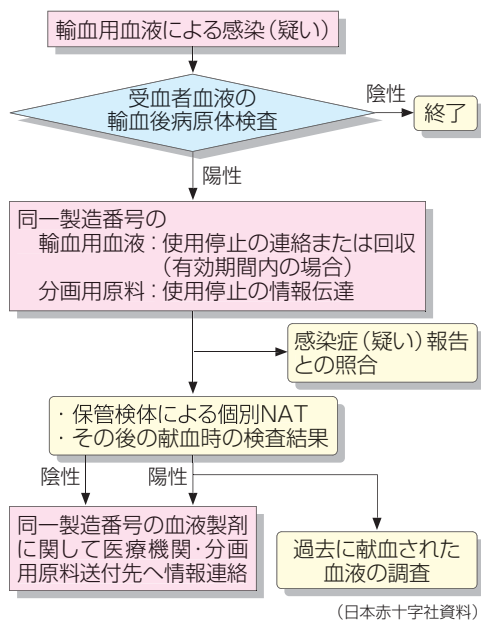 輸血用血液による感染（疑い）
受血者血液の
輸血後病原体検査
陰性
終了
陽性
同一製造番号の
輸血用血液：使用停止の連絡または回収
（有効期間内の場合）
分画用原料：使用停止の情報伝達
感染症（疑い）報告
との照合
・保管検体による個別NAT
・その後の献血時の検査結果
陰性
陽性
同一製造番号の血液製剤
に関して医療機関・分画
用原料送付先へ情報連絡
過去に献血された
血液の調査
（日本赤十字社資料）